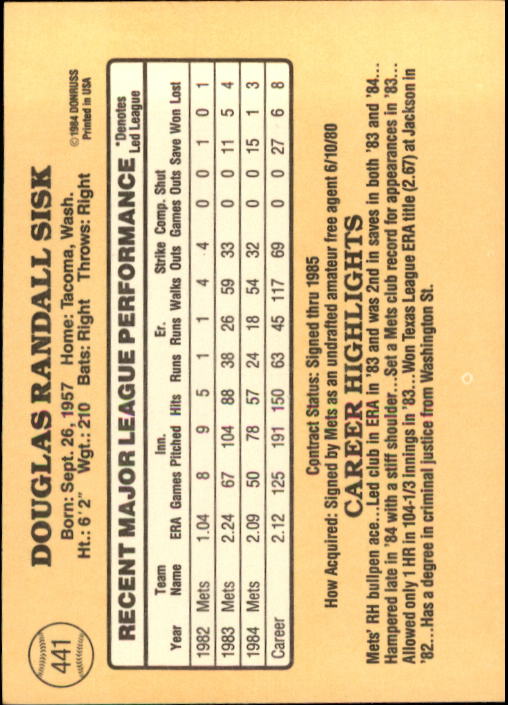 441
DOUGLAS RANDALL SISK
Born: Sept. 26, 1957 Home: Tacoma, Wash.
Ht.: 6'2" Wgt.: 210 Bats: Right Throws: Right
©1984 DONRUSS
Printed in USA
RECENT MAJOR LEAGUE PERFORMANCE
*Denotes
Led League
Team Inn. Er. Strike Comp. Shut
Year Name ERA Games Pitched Hits Runs Runs Walks Outs Games Outs Save Won Lost
1982 Mets 1.04 8 9 5 1 1 4 4 0 0 1 0 1
1983 Mets 2.24 67 104 88 38 26 59 33 0 0 11 5 4
1984 Mets 2.09 50 78 57 24 18 54 32 0 0 15 1 3
Career 2.12 125 191 150 63 45 117 69 0 0 27 6 8
Contract Status: Signed thru 1985
How Acquired: Signed by Mets as an undrafted amateur free agent 6/10/80
CAREER HIGHLIGHTS
Mets' RH bullpen ace...Led club in ERA in '83 and was 2nd in saves in both '83 and '84...
Hampered late in '84 with a stiff shoulder...Set a Mets club record for appearances in '83...
Allowed only 1 HR in 104-1/3 innings in '83...Won Texas League ERA title (2.67) at Jackson in
'82....Has a degree in criminal justice from Washington St.